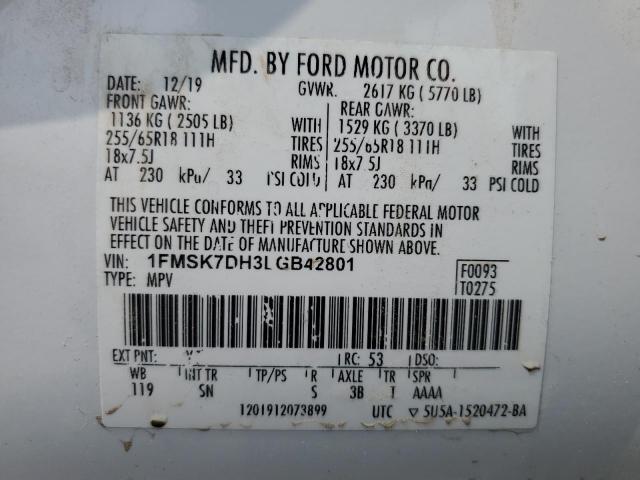 MFD. BY FORD MOTOR CO.
DATE: 12/19 GVWR: 2617 KG (5770 LB)
FRONT GAWR: REAR GAWR:
1136 KG (2505 LB) WITH 1529 KG (3370 LB) WITH
255/65R18 111H TIRES 255/65R18 111H TIRES
18x7.5J RIMS 18x7.5J RIMS
AT 230 kPa/ 33 PSI COLD AT 230 kPa/ 33 PSI COLD
THIS VEHICLE CONFORMS TO ALL APPLICABLE FEDERAL MOTOR
VEHICLE SAFETY AND THEFT PREVENTION STANDARDS IN
EFFECT ON THE DATE OF MANUFACTURE SHOWN ABOVE.
VIN: 1FMSK7DH3LGB42801 F0093
TYPE: MPV T0275
EXT PNT: RC: 53 DSO:
WB INT TR TP/PS R AXLE TR SPR
119 SN S 3B T AAAA
1201912073899 UTC ▽ 5U5A-1520472-BA